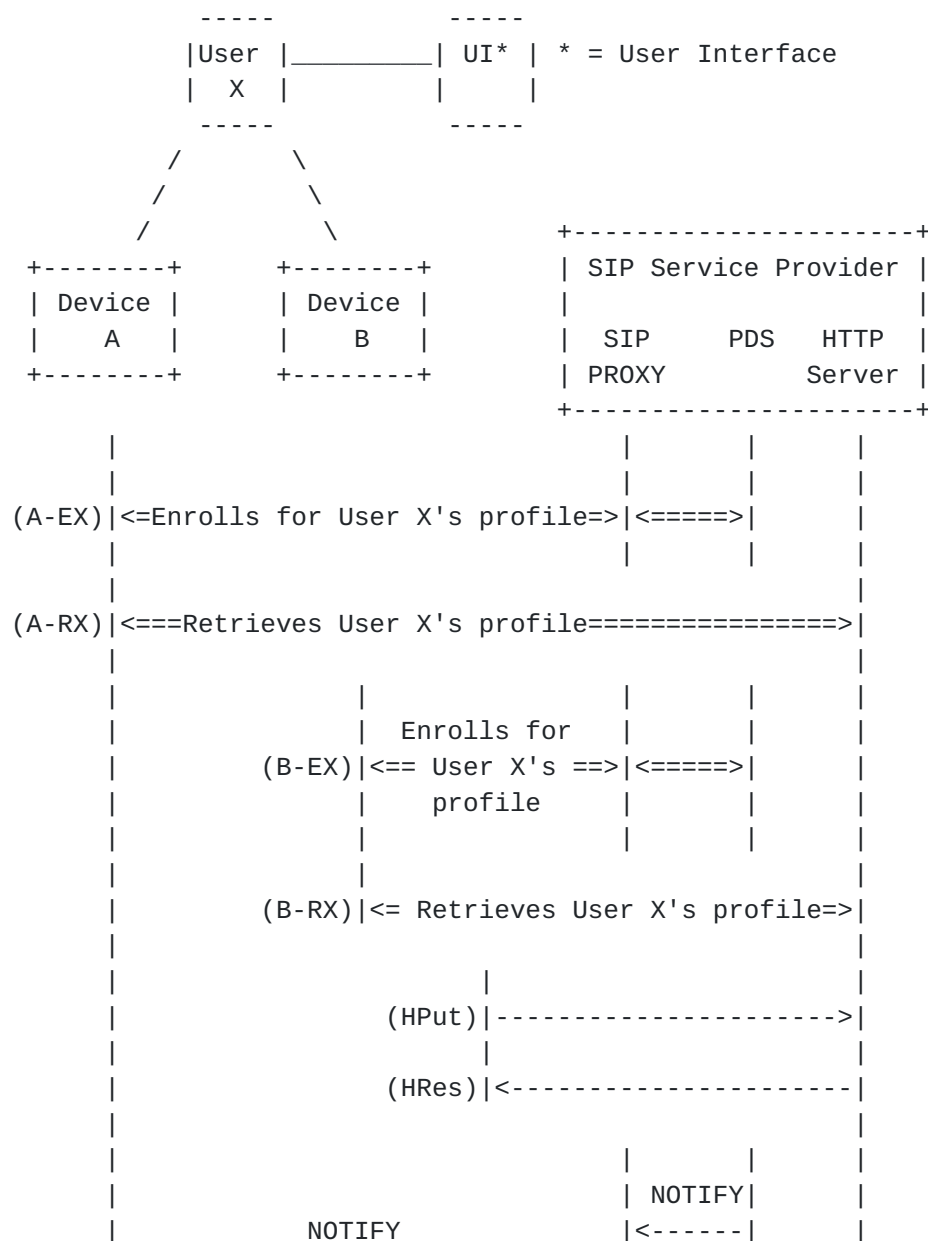 User UI* * = User Interface
X
+----------------------+
+--------+ +--------+ | SIP Service Provider |
| Device | | Device | | |
| A | | B | | SIP PDS HTTP |
+--------+ +--------+ | PROXY Server |
+----------------------+
(A-EX)|<=Enrolls for User X's profile=>|<=====>|
(A-RX)|<===Retrieves User X's profile================>|
Enrolls for
(B-EX)|<== User X's ==>|<=====>|
profile
(B-RX)|<= Retrieves User X's profile=>|
(HPut)|---------------------->|
(HRes)|<----------------------|
NOTIFY|
NOTIFY |<------|